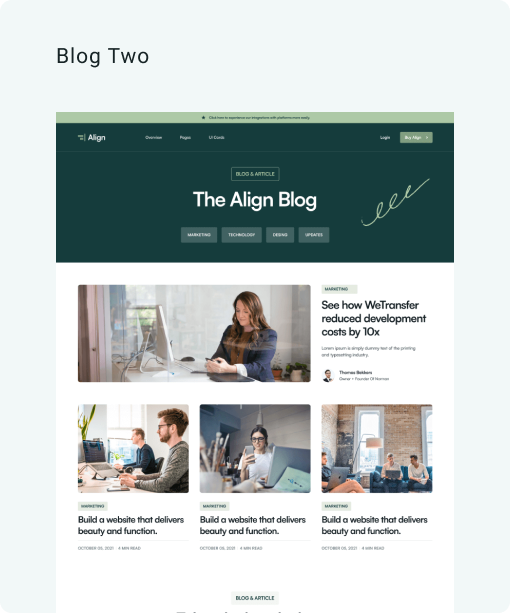 Blog Two
★ Click here to experience our integrations with platforms more easily
Align
Overview Pages UI Cards Login Buy Align
BLOG & ARTICLE
The Align Blog
MARKETING TECHNOLOGY DESING UPDATES
MARKETING
See how WeTransfer
reduced development
costs by 10x
Lorem Ipsum is simply dummy text of the printing
and typesetting industry.
Thomas Bekkers
Owner + Founder Of Norman
MARKETING
Build a website that delivers
beauty and function.
OCTOBER 05, 2021 · 4 MIN READ
MARKETING
Build a website that delivers
beauty and function.
OCTOBER 05, 2021 · 4 MIN READ
MARKETING
Build a website that delivers
beauty and function.
OCTOBER 05, 2021 · 4 MIN READ
BLOG & ARTICLE